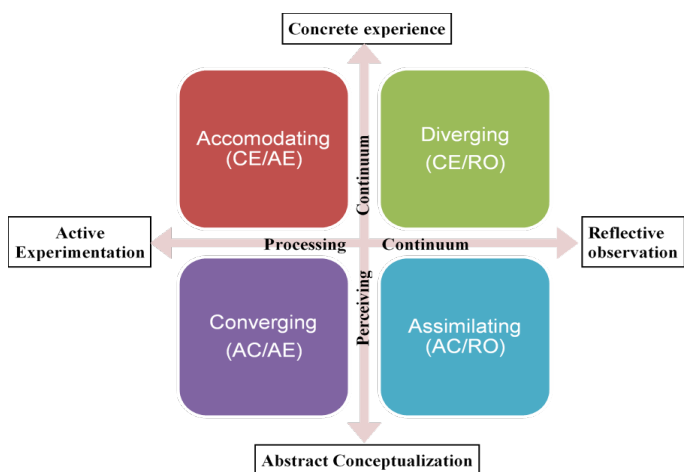 Concrete experience
Accomodating
(CE/AE)
Diverging
(CE/RO)
Perceiving Continuum
Active
Experimentation
Processing Continuum
Reflective
observation
Converging
(AC/AE)
Assimilating
(AC/RO)
Abstract Conceptualization